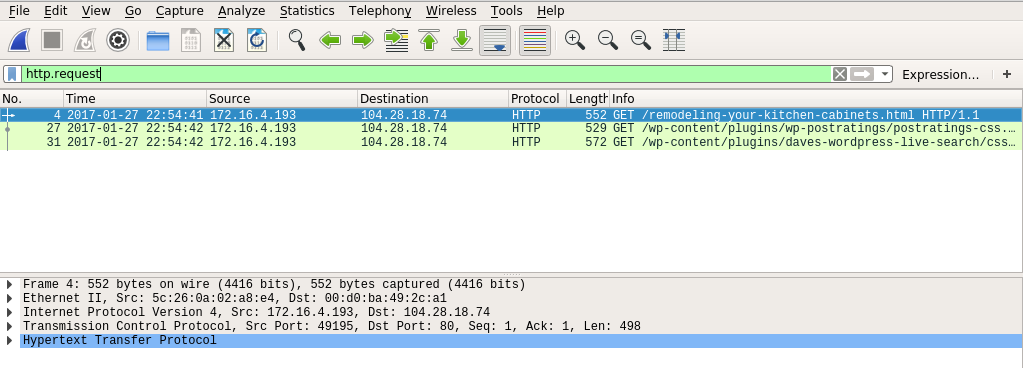 File Edit View Go Capture Analyze Statistics Telephony Wireless Tools Help
http.request Expression… +
No. Time Source Destination Protocol Length Info
4 2017-01-27 22:54:41 172.16.4.193 104.28.18.74 HTTP 552 GET /remodeling-your-kitchen-cabinets.html HTTP/1.1
27 2017-01-27 22:54:42 172.16.4.193 104.28.18.74 HTTP 529 GET /wp-content/plugins/wp-postratings/postratings-css.…
31 2017-01-27 22:54:42 172.16.4.193 104.28.18.74 HTTP 572 GET /wp-content/plugins/daves-wordpress-live-search/css…
Frame 4: 552 bytes on wire (4416 bits), 552 bytes captured (4416 bits)
Ethernet II, Src: 5c:26:0a:02:a8:e4, Dst: 00:d0:ba:49:2c:a1
Internet Protocol Version 4, Src: 172.16.4.193, Dst: 104.28.18.74
Transmission Control Protocol, Src Port: 49195, Dst Port: 80, Seq: 1, Ack: 1, Len: 498
Hypertext Transfer Protocol